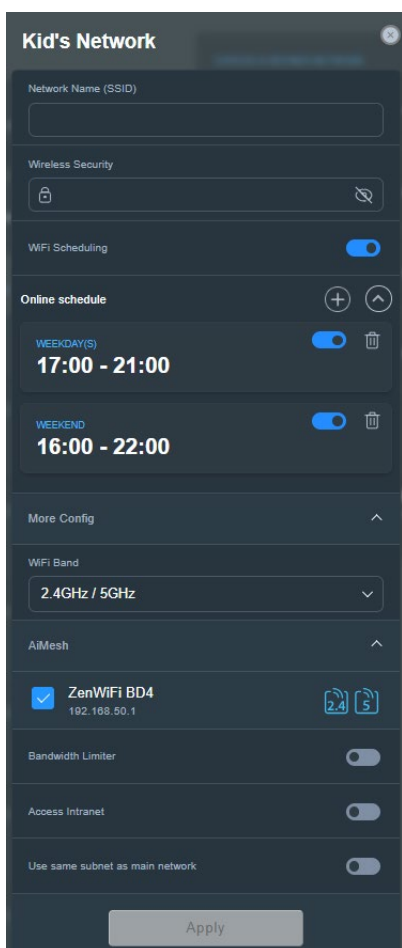 Kid's Network
Network Name (SSID)
Wireless Security
WiFi Scheduling
Online schedule
WEEKDAY(S)
17:00 - 21:00
WEEKEND
16:00 - 22:00
More Config
WiFi Band
2.4GHz / 5GHz
AiMesh
ZenWiFi BD4
2.4 5
192.168.50.1
Bandwidth Limiter
Access Intranet
Use same subnet as main network
Apply